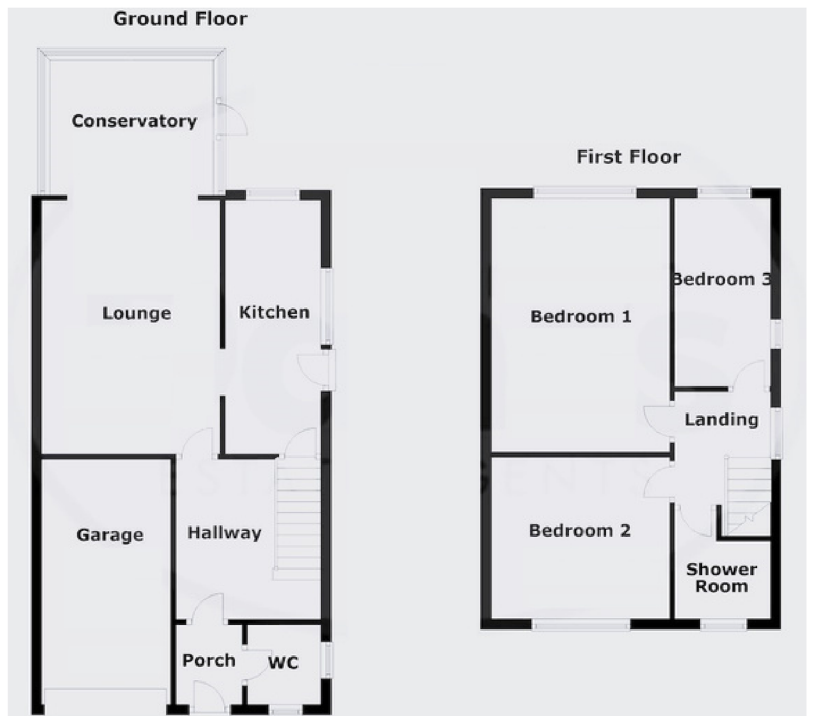 Ground Floor
Conservatory
Lounge
Kitchen
Garage
Hallway
Porch
WC
First Floor
Bedroom 1
Bedroom 3
Landing
Bedroom 2
Shower
Room